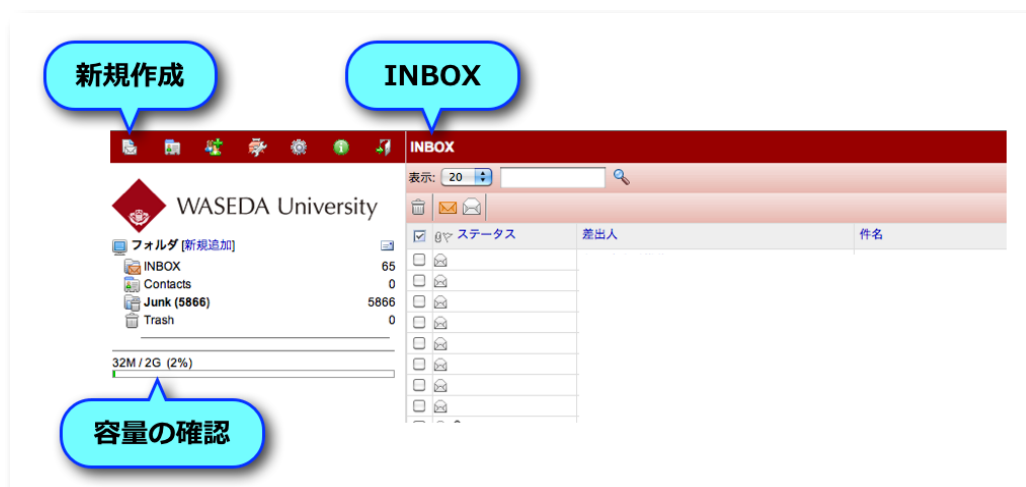 新規作成
INBOX
INBOX
表示: 20
WASEDA University
フォルダ [新規追加]
INBOX 65
Contacts 0
Junk (5866) 5866
Trash 0
32M / 2G (2%)
ステータス 差出人 件名
容量の確認